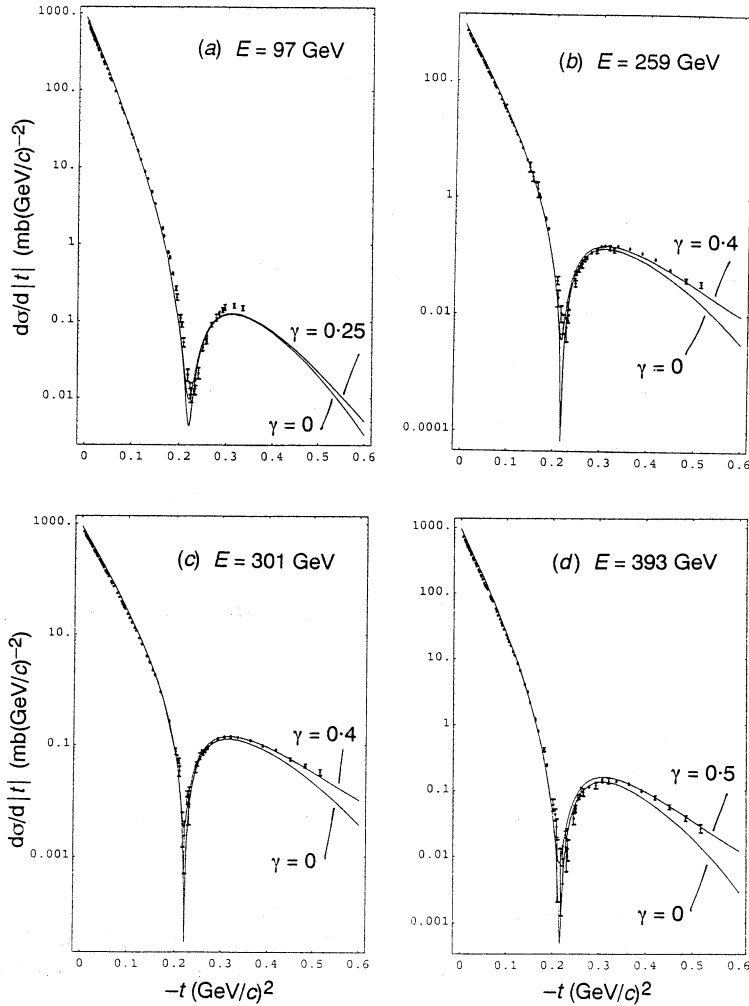 (a) E = 97 GeV
1000.
100.
10.
1
0.1
0.01
dσ/d|t| (mb(GeV/c)−2)
γ = 0·25
γ = 0
0 0.1 0.2 0.3 0.4 0.5 0.6
(b) E = 259 GeV
100.
1
0.01
0.0001
γ = 0·4
γ = 0
0 0.1 0.2 0.3 0.4 0.5 0.6
(c) E = 301 GeV
1000.
10.
0.1
0.001
dσ/d|t| (mb(GeV/c)−2)
γ = 0·4
γ = 0
0 0.1 0.2 0.3 0.4 0.5 0.6
−t (GeV/c)2
(d) E = 393 GeV
1000.
100.
10.
1
0.1
0.01
0.001
γ = 0·5
γ = 0
0 0.1 0.2 0.3 0.4 0.5 0.6
−t (GeV/c)2